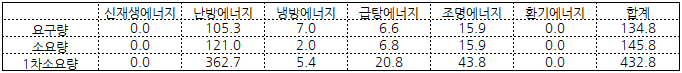 신재생에너지 난방에너지 냉방에너지 급탕에너지 조명에너지 환기에너지 합계
요구량 0.0 105.3 7.0 6.6 15.9 0.0 134.8
소요량 0.0 121.0 2.0 6.8 15.9 0.0 145.8
1차소요량 0.0 362.7 5.4 20.8 43.8 0.0 432.8